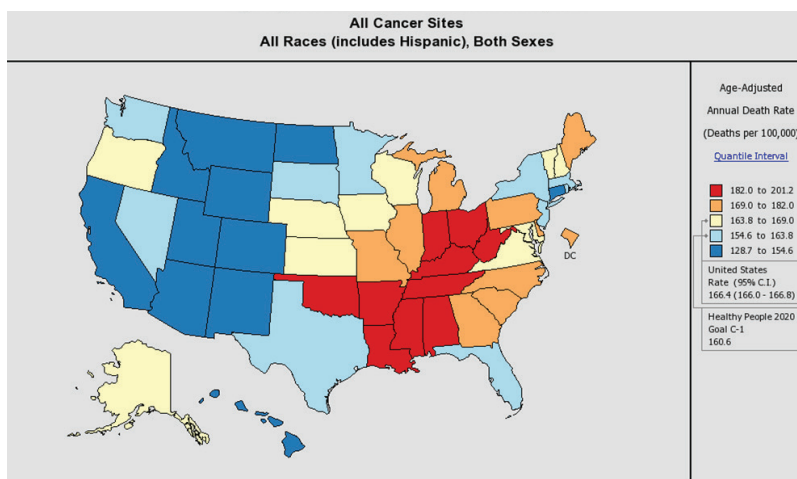 All Cancer Sites
All Races (includes Hispanic), Both Sexes
Age-Adjusted
Annual Death Rate
(Deaths per 100,000)
Quantile Interval
182.0 to 201.2
169.0 to 182.0
163.8 to 169.0
154.6 to 163.8
128.7 to 154.6
United States
Rate (95% C.I.)
166.4 (166.0 - 166.8)
Healthy People 2020
Goal C-1
160.6
DC